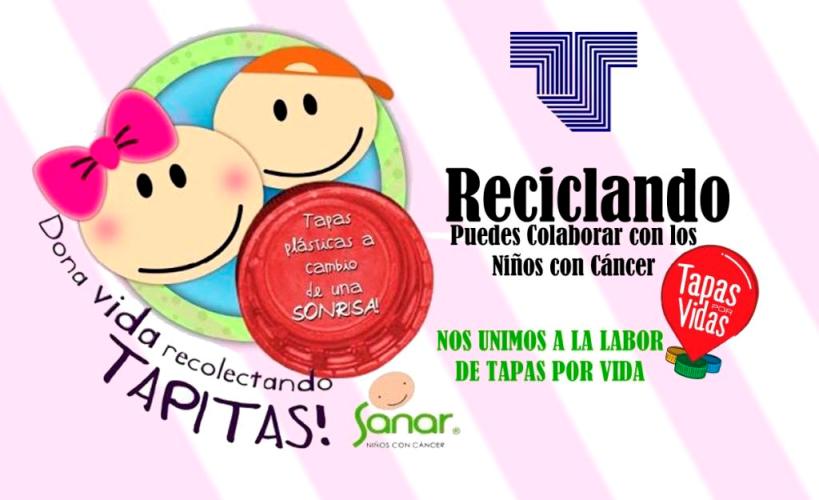 Reciclando
Puedes Colaborar con los
Niños con Cáncer
Tapas
POR
Vidas
NOS UNIMOS A LA LABOR
DE TAPAS POR VIDA
Tapas
plásticas a
cambio
de una
SONRISA!
Dona vida recolectando
TAPITAS!
Sanar®
NIÑOS CON CÁNCER